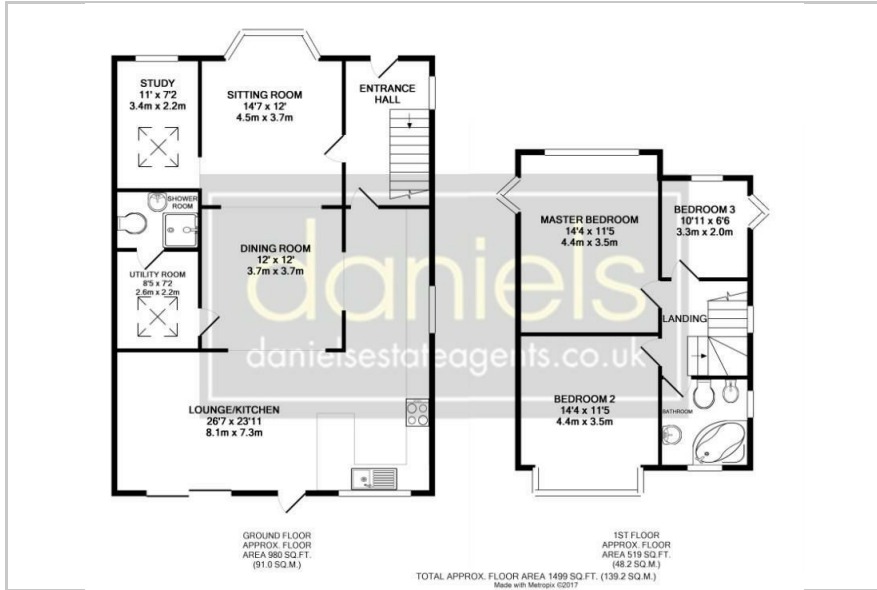 STUDY
11' x 7'2
3.4m x 2.2m
SITTING ROOM
14'7 x 12'
4.5m x 3.7m
ENTRANCE
HALL
SHOWER
ROOM
DINING ROOM
12' x 12'
3.7m x 3.7m
UTILITY ROOM
8'5 x 7'2
2.6m x 2.2m
LOUNGE/KITCHEN
26'7 x 23'11
8.1m x 7.3m
MASTER BEDROOM
14'4 x 11'5
4.4m x 3.5m
BEDROOM 3
10'11 x 6'6
3.3m x 2.0m
LANDING
BEDROOM 2
14'4 x 11'5
4.4m x 3.5m
BATHROOM
daniels
danielsestateagents.co.uk
GROUND FLOOR
APPROX. FLOOR
AREA 980 SQ.FT.
(91.0 SQ.M.)
1ST FLOOR
APPROX. FLOOR
AREA 519 SQ.FT.
(48.2 SQ.M.)
TOTAL APPROX. FLOOR AREA 1499 SQ.FT. (139.2 SQ.M.)
Made with Metropix ©2017